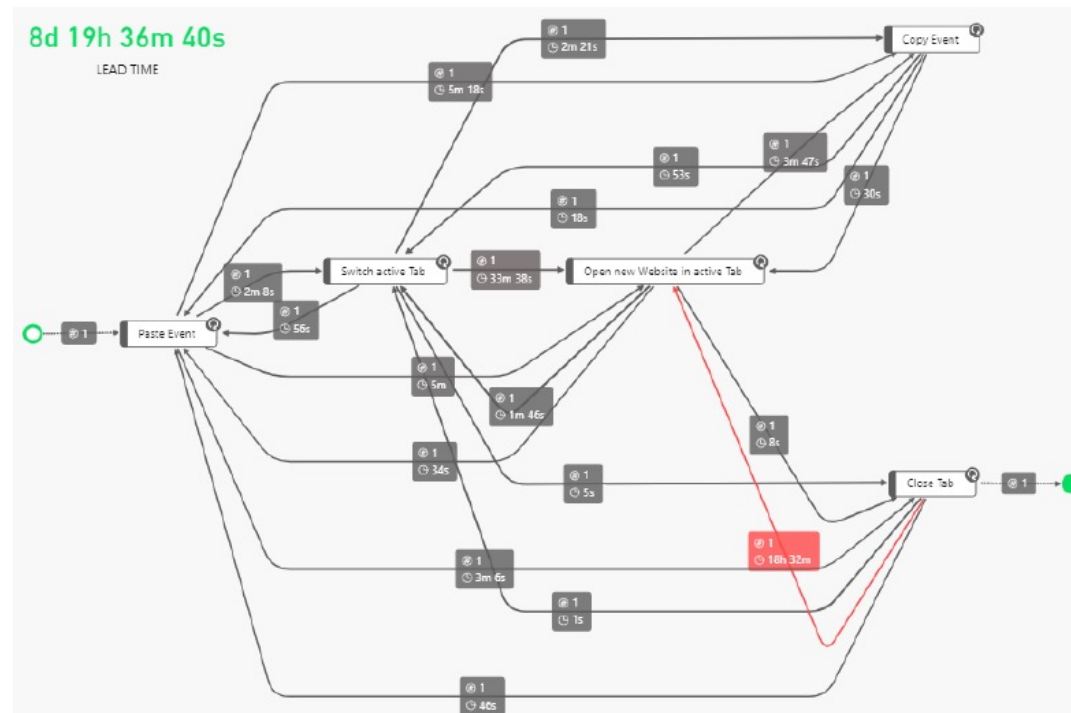 8d 19h 36m 40s
LEAD TIME
1
2m 21s
Copy Event
1
5m 18s
1
3m 47s
1
53s
1
30s
1
18s
Switch active Tab
1
33m 38s
Open new Website in active Tab
1
2m 8s
1
56s
1
Paste Event
1
5m
1
1m 46s
1
8s
1
34s
1
5s
Close Tab
1
1
18h 32m
1
3m 6s
1
1s
1
46s